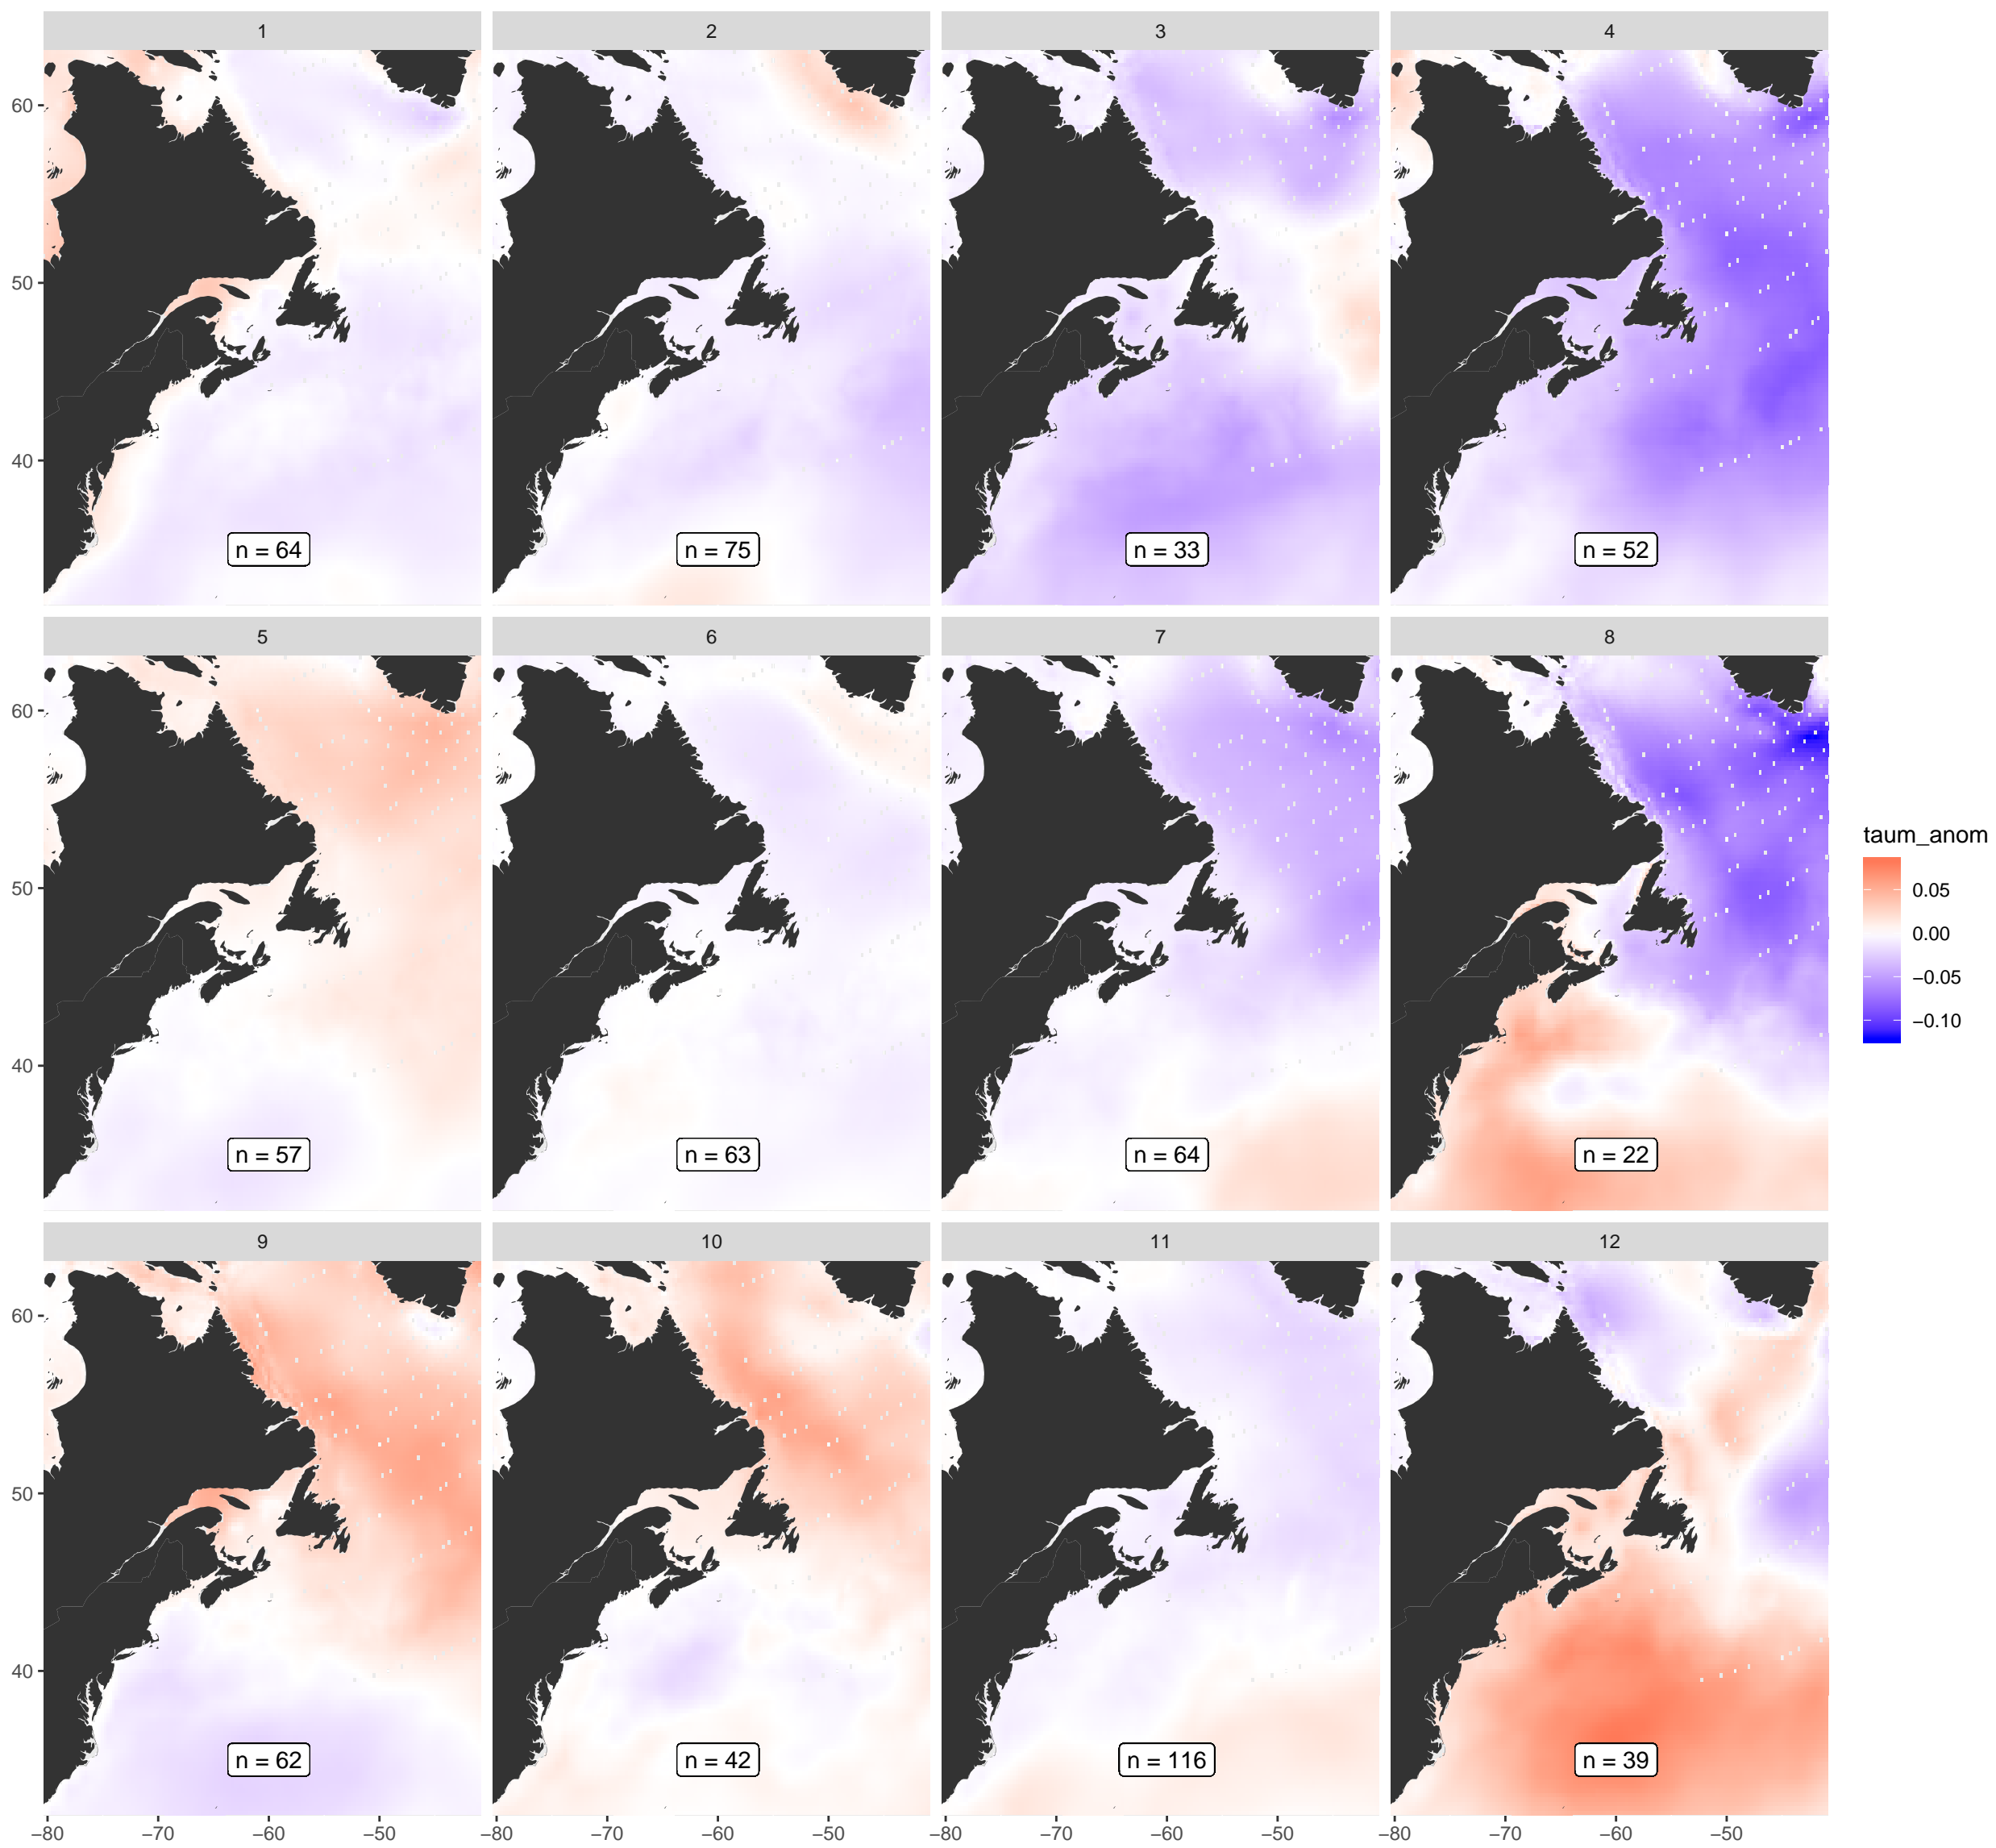 1 2 3 4
60
50
40
n = 64 n = 75 n = 33 n = 52
5 6 7 8
60
50
40
n = 57 n = 63 n = 64 n = 22
taum_anom
0.05
0.00
−0.05
−0.10
9 10 11 12
60
50
40
n = 62 n = 42 n = 116 n = 39
−80 −70 −60 −50 −80 −70 −60 −50 −80 −70 −60 −50 −80 −70 −60 −50